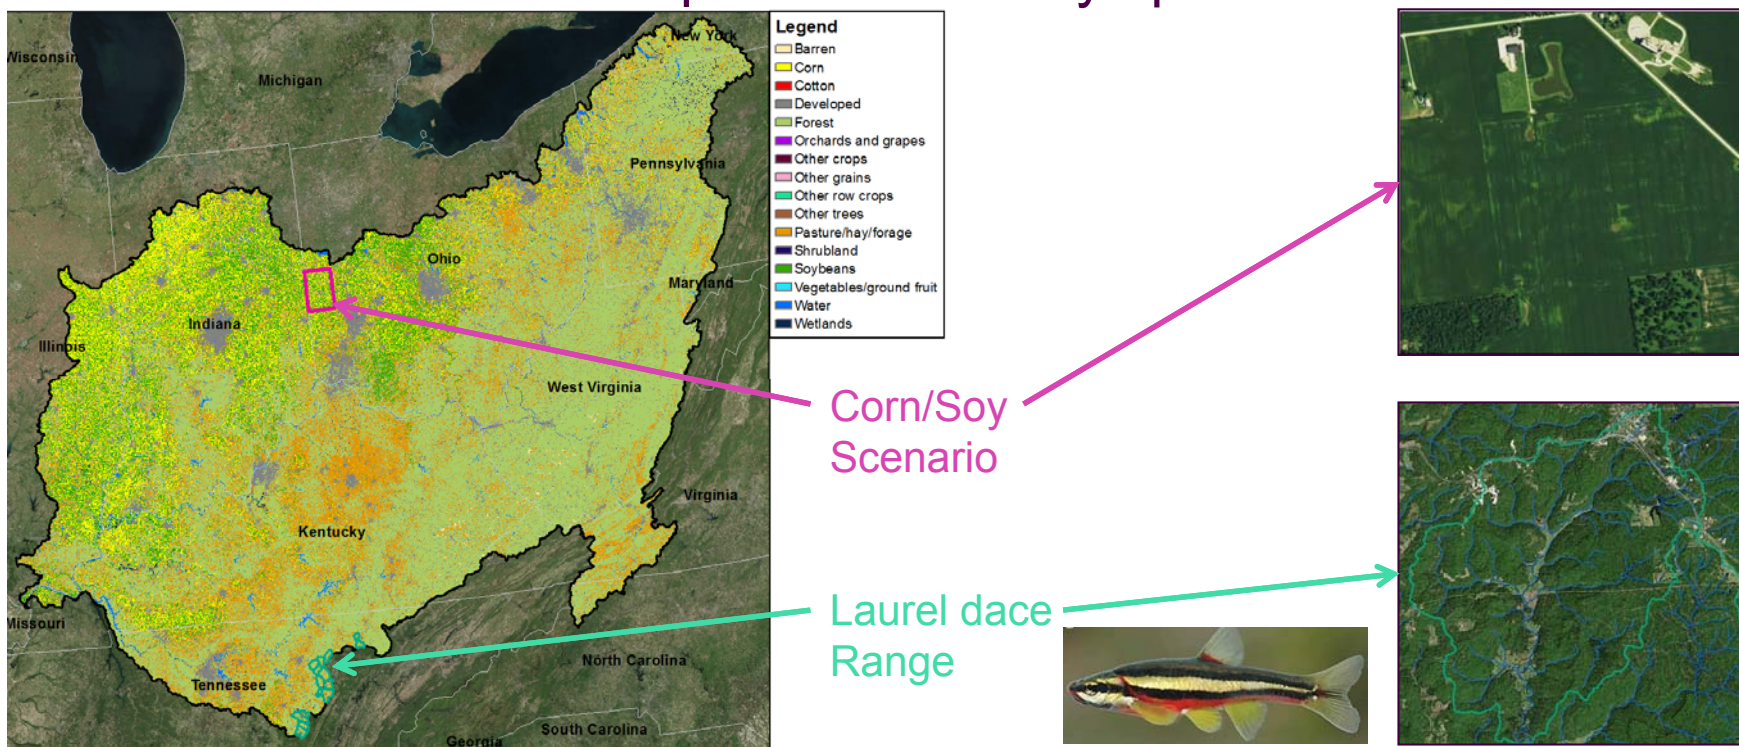 Wisconsin
Michigan
New York
Pennsylvania
Ohio
Maryland
Indiana
Illinois
West Virginia
Virginia
Kentucky
Missouri
North Carolina
Tennessee
South Carolina
Georgia
Legend
Barren
Corn
Cotton
Developed
Forest
Orchards and grapes
Other crops
Other grains
Other row crops
Other trees
Pasture/hay/forage
Shrubland
Soybeans
Vegetables/ground fruit
Water
Wetlands
Corn/Soy
Scenario
Laurel dace
Range